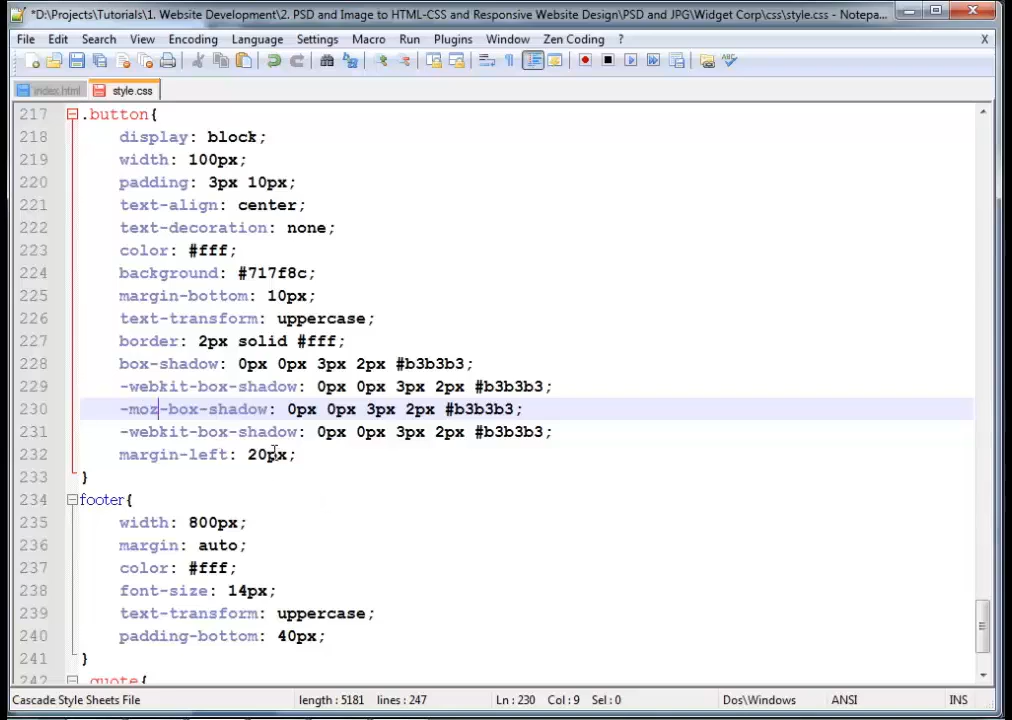 *D:\Projects\Tutorials\1. Website Development\2. PSD and Image to HTML-CSS and Responsive Website Design\PSD and JPG\Widget Corp\css\style.css - Notepa...
File Edit Search View Encoding Language Settings Macro Run Plugins Window Zen Coding ? X
index.html style.css
217 .button{
218 display: block;
219 width: 100px;
220 padding: 3px 10px;
221 text-align: center;
222 text-decoration: none;
223 color: #fff;
224 background: #717f8c;
225 margin-bottom: 10px;
226 text-transform: uppercase;
227 border: 2px solid #fff;
228 box-shadow: 0px 0px 3px 2px #b3b3b3;
229 -webkit-box-shadow: 0px 0px 3px 2px #b3b3b3;
230 -moz-box-shadow: 0px 0px 3px 2px #b3b3b3;
231 -webkit-box-shadow: 0px 0px 3px 2px #b3b3b3;
232 margin-left: 20px;
233 }
234 footer{
235 width: 800px;
236 margin: auto;
237 color: #fff;
238 font-size: 14px;
239 text-transform: uppercase;
240 padding-bottom: 40px;
241 }
242 .quote{
Cascade Style Sheets File length : 5181 lines : 247 Ln : 230 Col : 9 Sel : 0 Dos\Windows ANSI INS